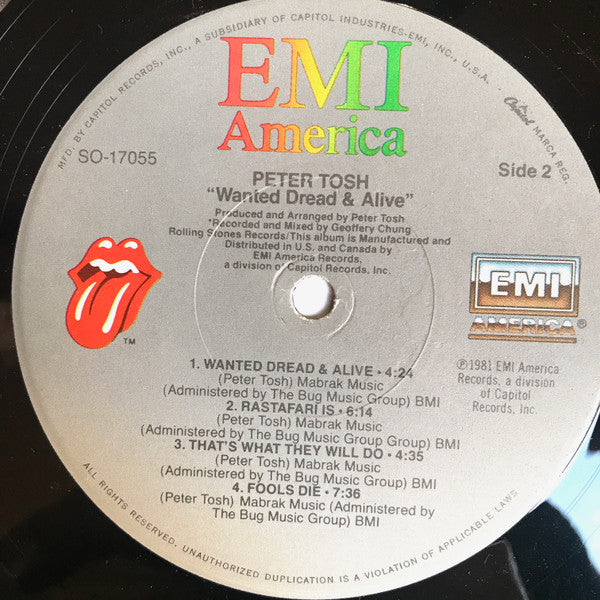 MFD. BY CAPITOL RECORDS, INC., A SUBSIDIARY OF CAPITOL INDUSTRIES-EMI, INC., U.S.A. Capitol MARCA REG.
EMI
America
SO-17055
Side 2
PETER TOSH
"Wanted Dread & Alive"
Produced and Arranged by Peter Tosh
*Recorded and Mixed by Geoffery Chung
Rolling Stones Records/This album is Manufactured and
Distributed in U.S. and Canada by
EMI America Records,
a division of Capitol Records, Inc.
TM
EMI
AMERICA®
℗1981 EMI America
Records, a division
of Capitol
Records, Inc.
1. WANTED DREAD & ALIVE • 4:24
(Peter Tosh) Mabrak Music
(Administered by The Bug Music Group) BMI
2. RASTAFARI IS • 6:14
(Peter Tosh) Mabrak Music
(Administered by The Bug Music Group Group) BMI
3. THAT'S WHAT THEY WILL DO • 4:35
(Peter Tosh) Mabrak Music
(Administered by The Bug Music Group) BMI
4. FOOLS DIE • 7:36
(Peter Tosh) Mabrak Music (Administered by
The Bug Music Group) BMI
ALL RIGHTS RESERVED. UNAUTHORIZED DUPLICATION IS A VIOLATION OF APPLICABLE LAWS